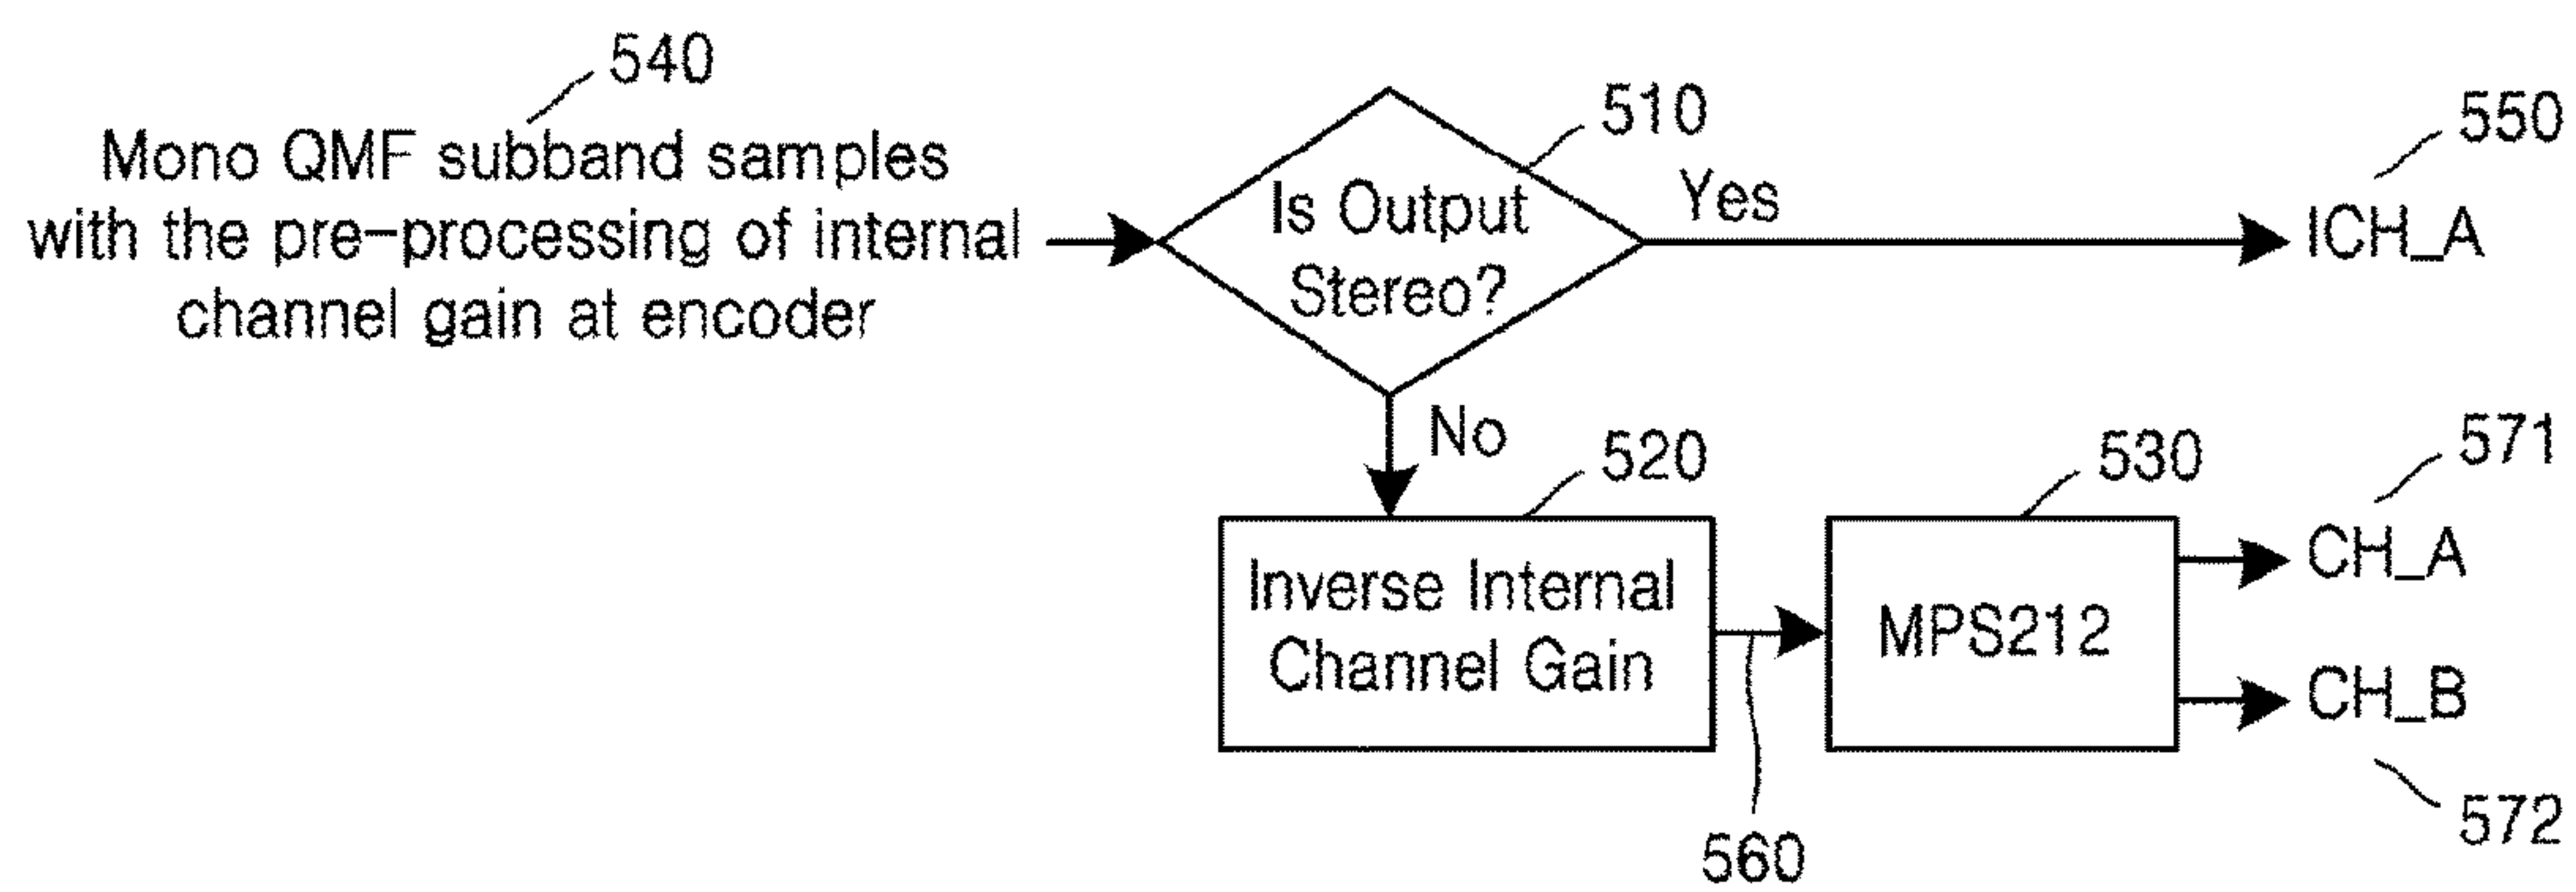 540
Mono QMF subband samples
with the pre-processing of internal
channel gain at encoder
510
Is Output
Stereo?
Yes
550
ICH_A
No
520
Inverse Internal
Channel Gain
560
530
MPS212
571
CH_A
CH_B
572